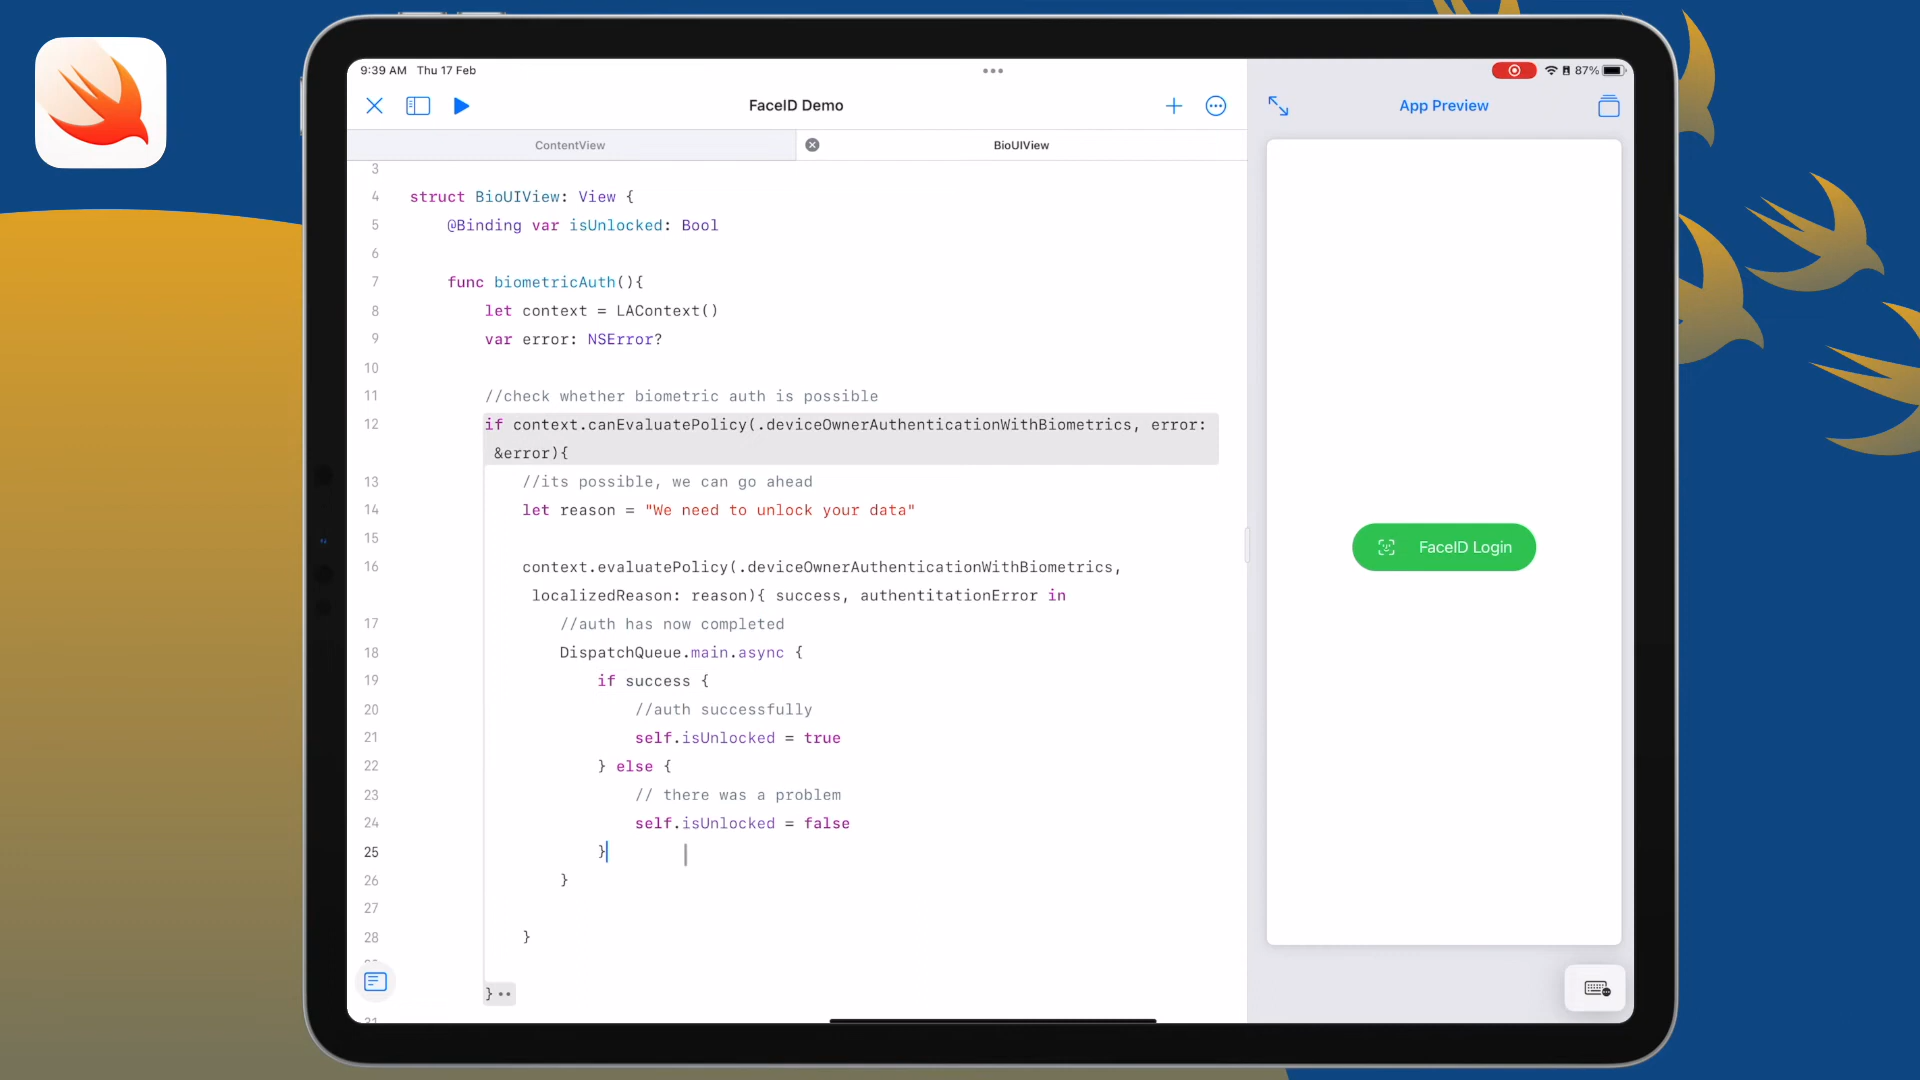 9:39 AM Thu 17 Feb
87%
FaceID Demo
App Preview
ContentView
BioUIView
3
4 struct BioUIView: View {
5 @Binding var isUnlocked: Bool
6
7 func biometricAuth(){
8 let context = LAContext()
9 var error: NSError?
10
11 //check whether biometric auth is possible
12 if context.canEvaluatePolicy(.deviceOwnerAuthenticationWithBiometrics, error:
&error){
13 //its possible, we can go ahead
14 let reason = "We need to unlock your data"
15
16 context.evaluatePolicy(.deviceOwnerAuthenticationWithBiometrics,
localizedReason: reason){ success, authentitationError in
17 //auth has now completed
18 DispatchQueue.main.async {
19 if success {
20 //auth successfully
21 self.isUnlocked = true
22 } else {
23 // there was a problem
24 self.isUnlocked = false
25 }
26 }
27
28 }
}
FaceID Login